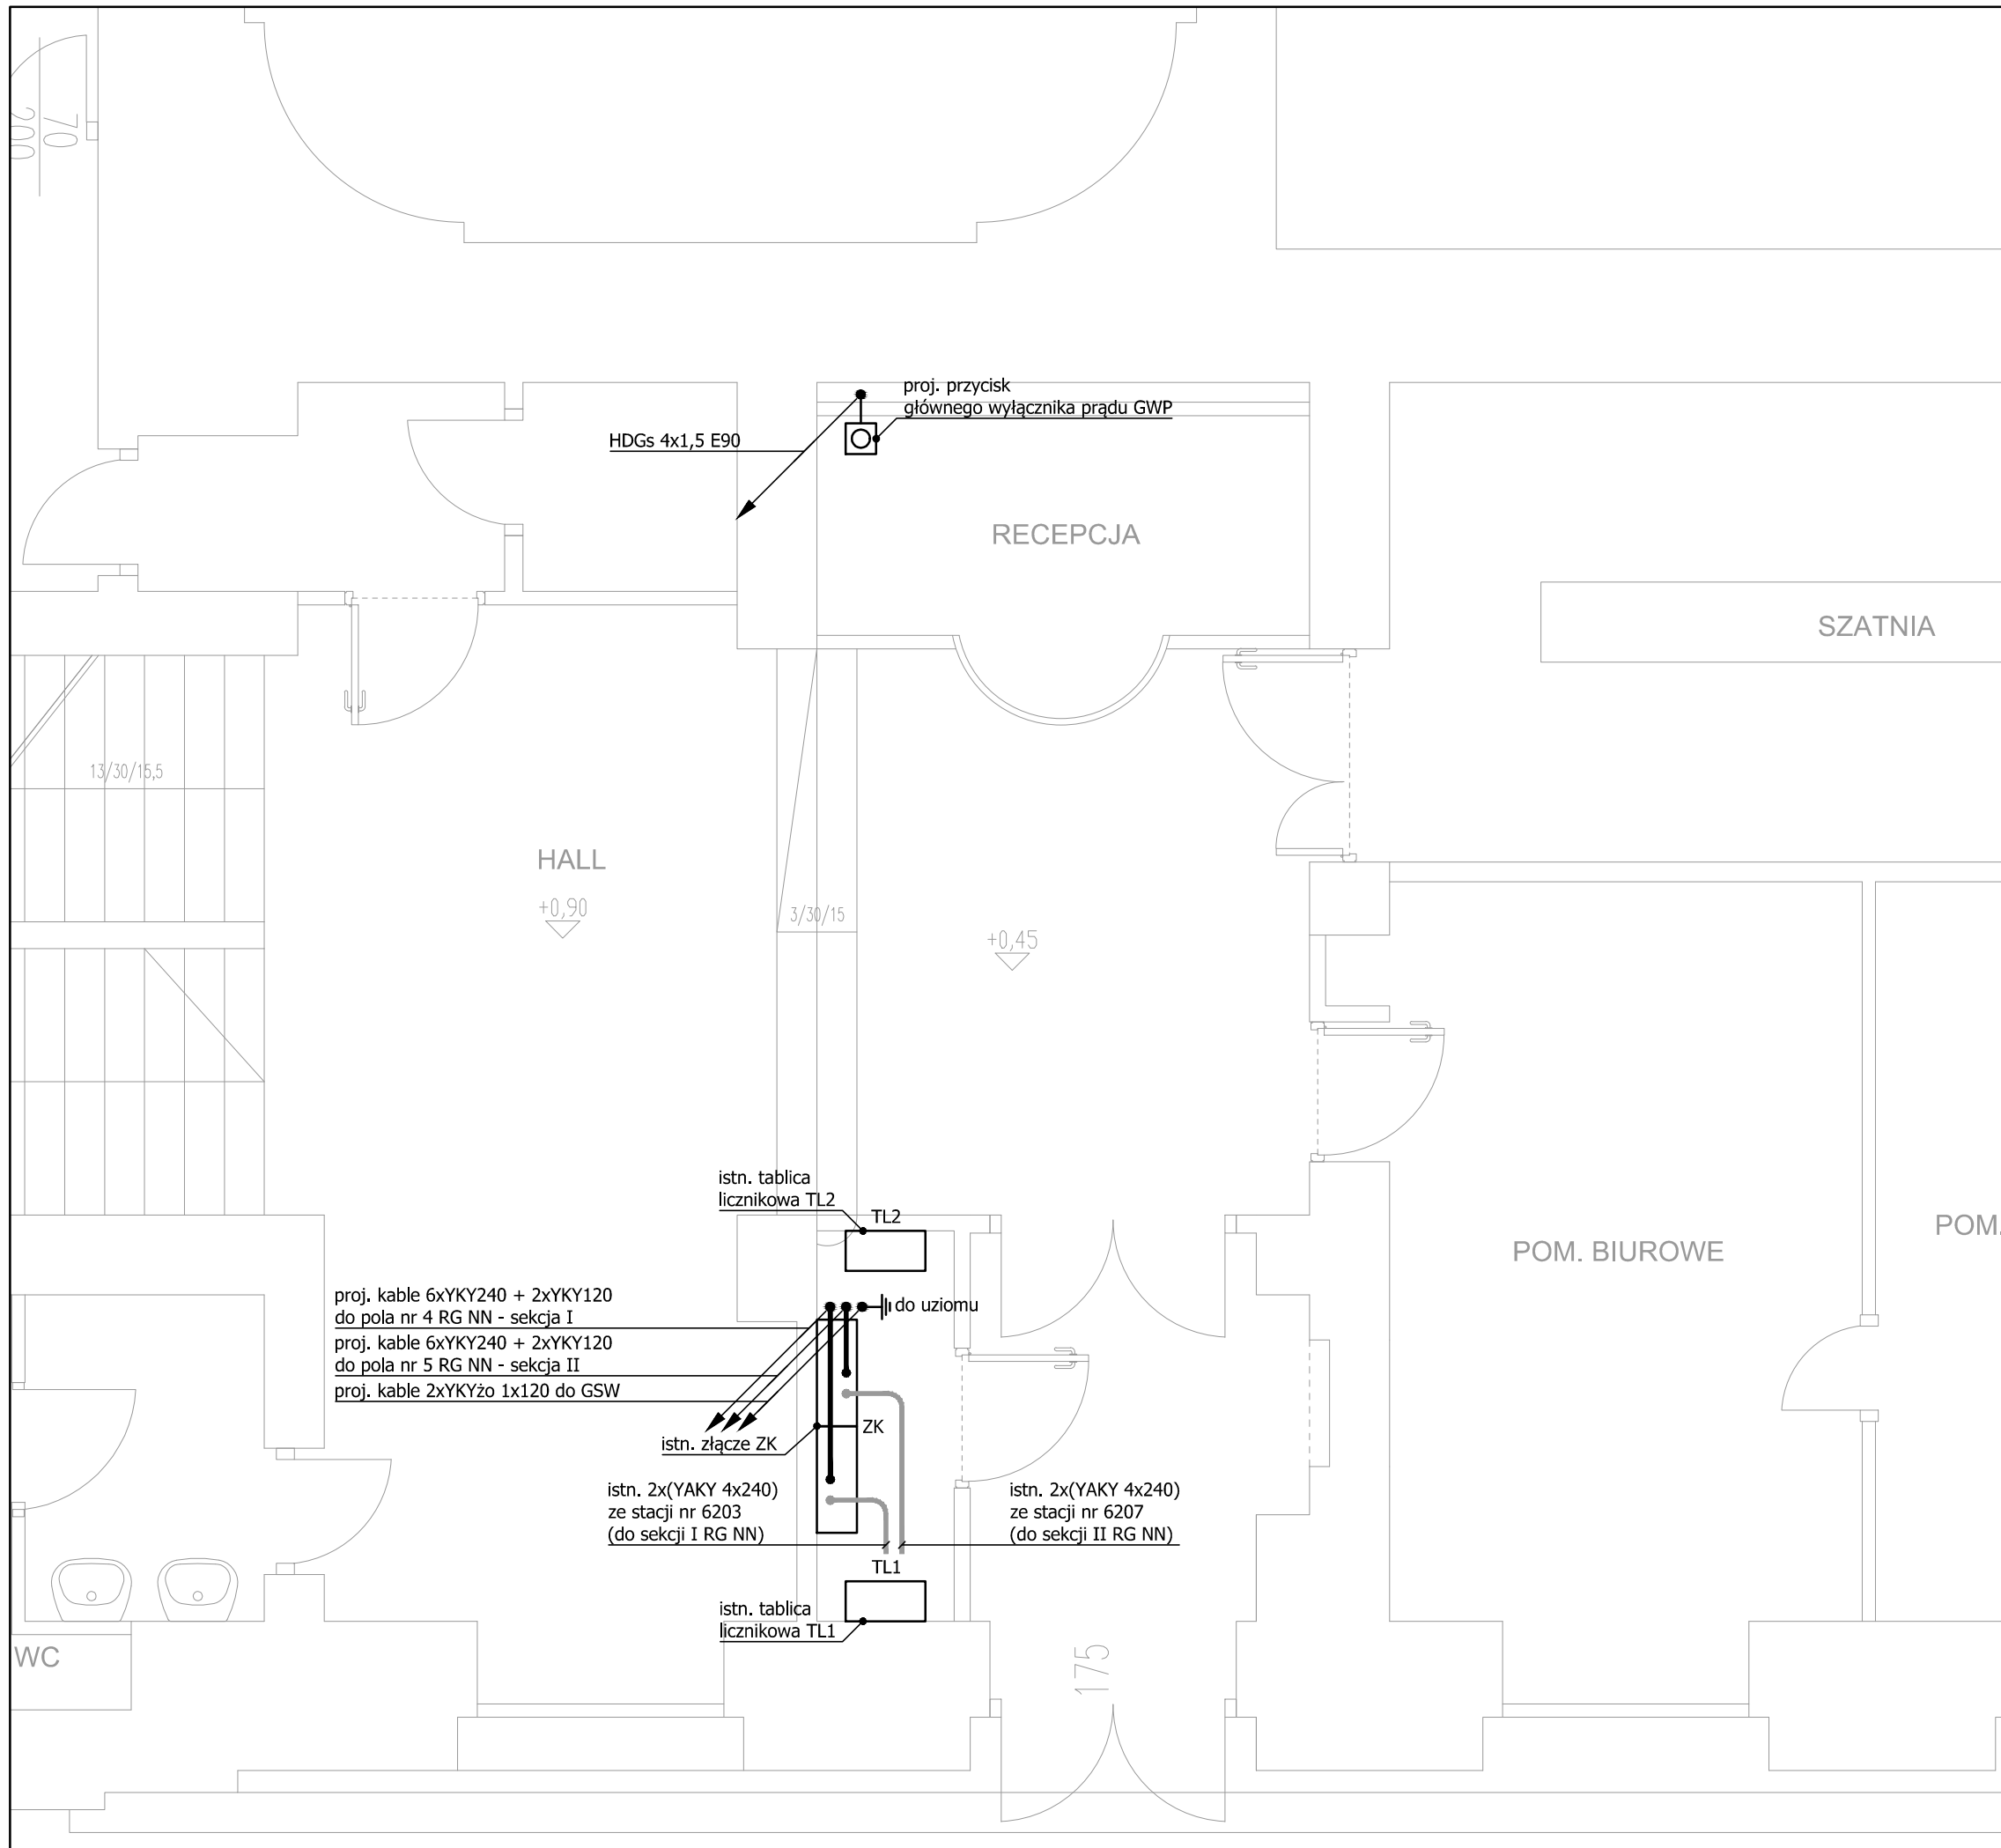 200
70
proj. przycisk
głównego wyłącznika prądu GWP
HDGs 4x1,5 E90
RECEPCJA
SZATNIA
13/30/15,5
HALL
+0,90
3/30/15
+0,45
istn. tablica
licznikowa TL2
TL2
POM. BIUROWE
POM.
proj. kable 6xYKY240 + 2xYKY120
do pola nr 4 RG NN - sekcja I
do uziomu
proj. kable 6xYKY240 + 2xYKY120
do pola nr 5 RG NN - sekcja II
proj. kable 2xYKYżo 1x120 do GSW
ZK
istn. złącze ZK
istn. 2x(YAKY 4x240)
ze stacji nr 6203
(do sekcji I RG NN)
istn. 2x(YAKY 4x240)
ze stacji nr 6207
(do sekcji II RG NN)
TL1
istn. tablica
licznikowa TL1
WC
175